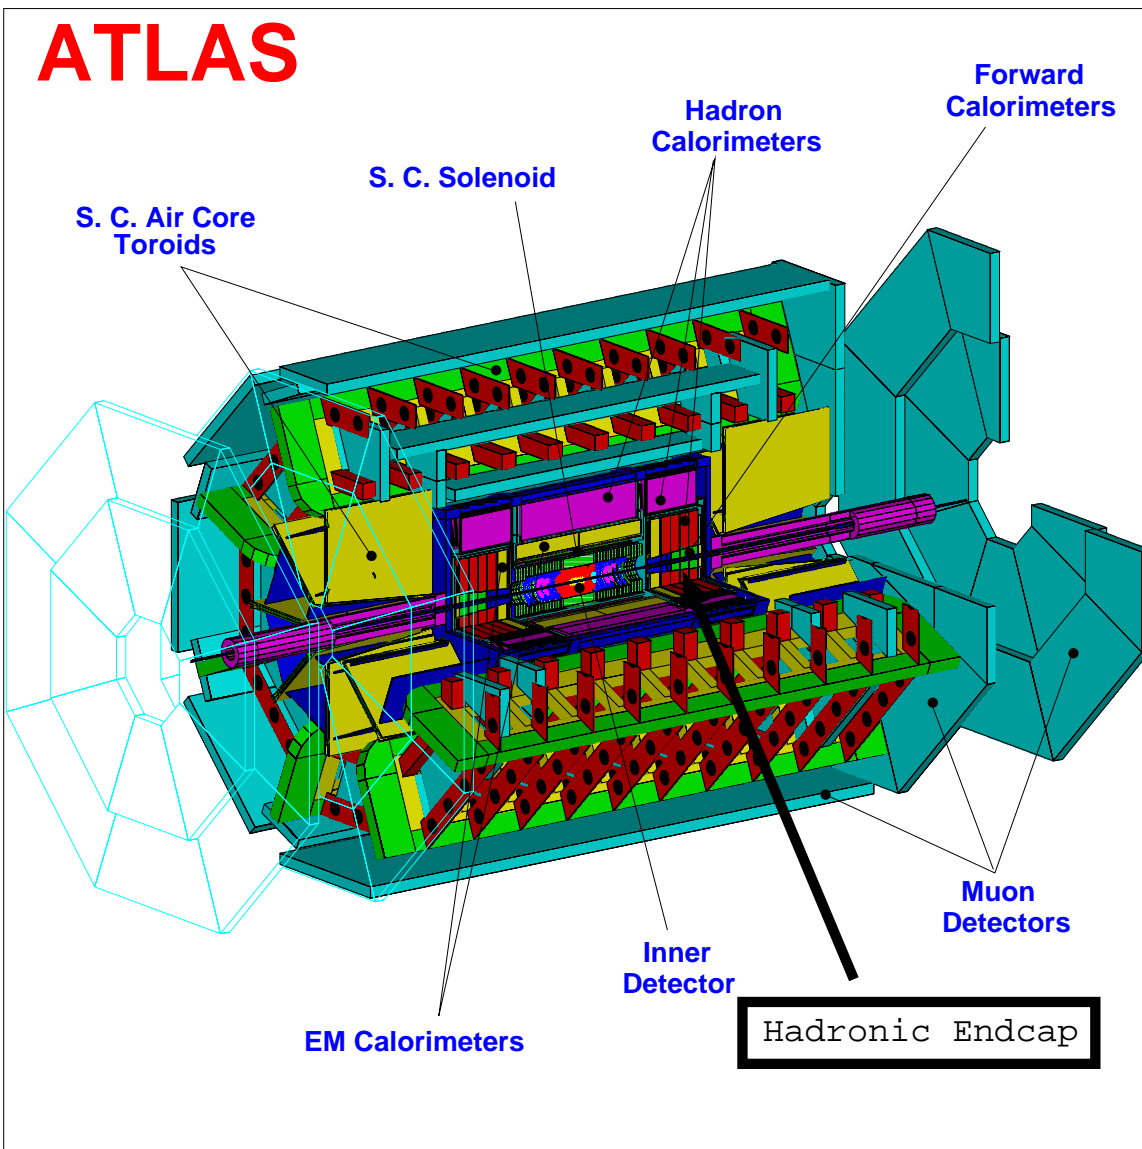 ATLAS
Forward
Calorimeters
Hadron
Calorimeters
S. C. Solenoid
S. C. Air Core
Toroids
Muon
Detectors
Inner
Detector
EM Calorimeters
Hadronic Endcap